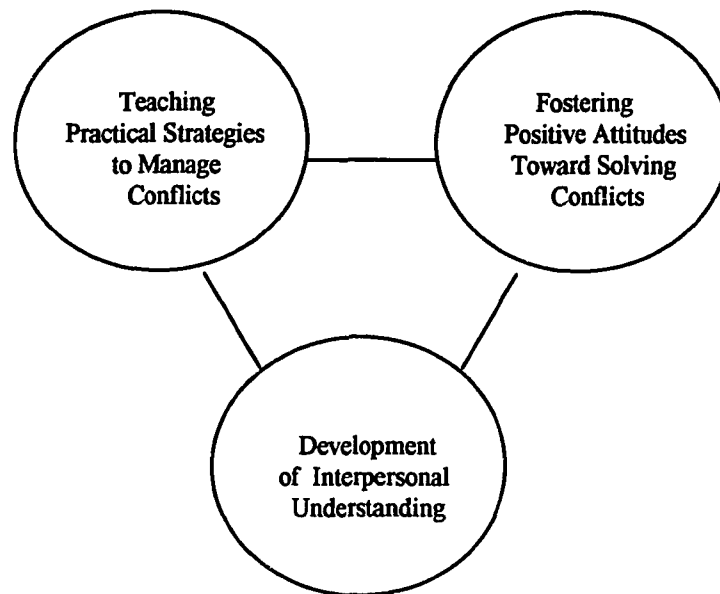 Teaching
Practical Strategies
to Manage
Conflicts
Fostering
Positive Attitudes
Toward Solving
Conflicts
Development
of Interpersonal
Understanding